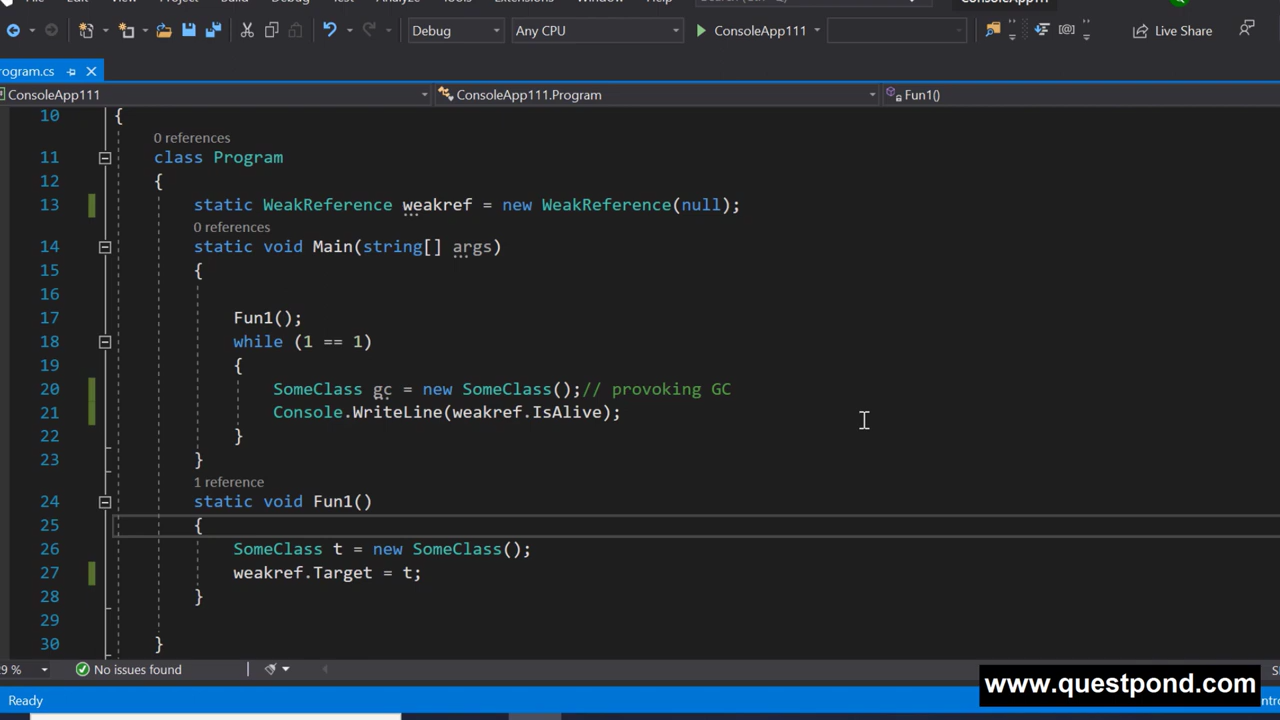 Debug Any CPU ConsoleApp111 Live Share
rogram.cs
ConsoleApp111 ConsoleApp111.Program Fun1()
10 {
0 references
11 class Program
12 {
13 static WeakReference weakref = new WeakReference(null);
0 references
14 static void Main(string[] args)
15 {
16
17 Fun1();
18 while (1 == 1)
19 {
20 SomeClass gc = new SomeClass();// provoking GC
21 Console.WriteLine(weakref.IsAlive);
22 }
23 }
1 reference
24 static void Fun1()
25 {
26 SomeClass t = new SomeClass();
27 weakref.Target = t;
28 }
29
30 }
9 % No issues found
www.questpond.com
Ready